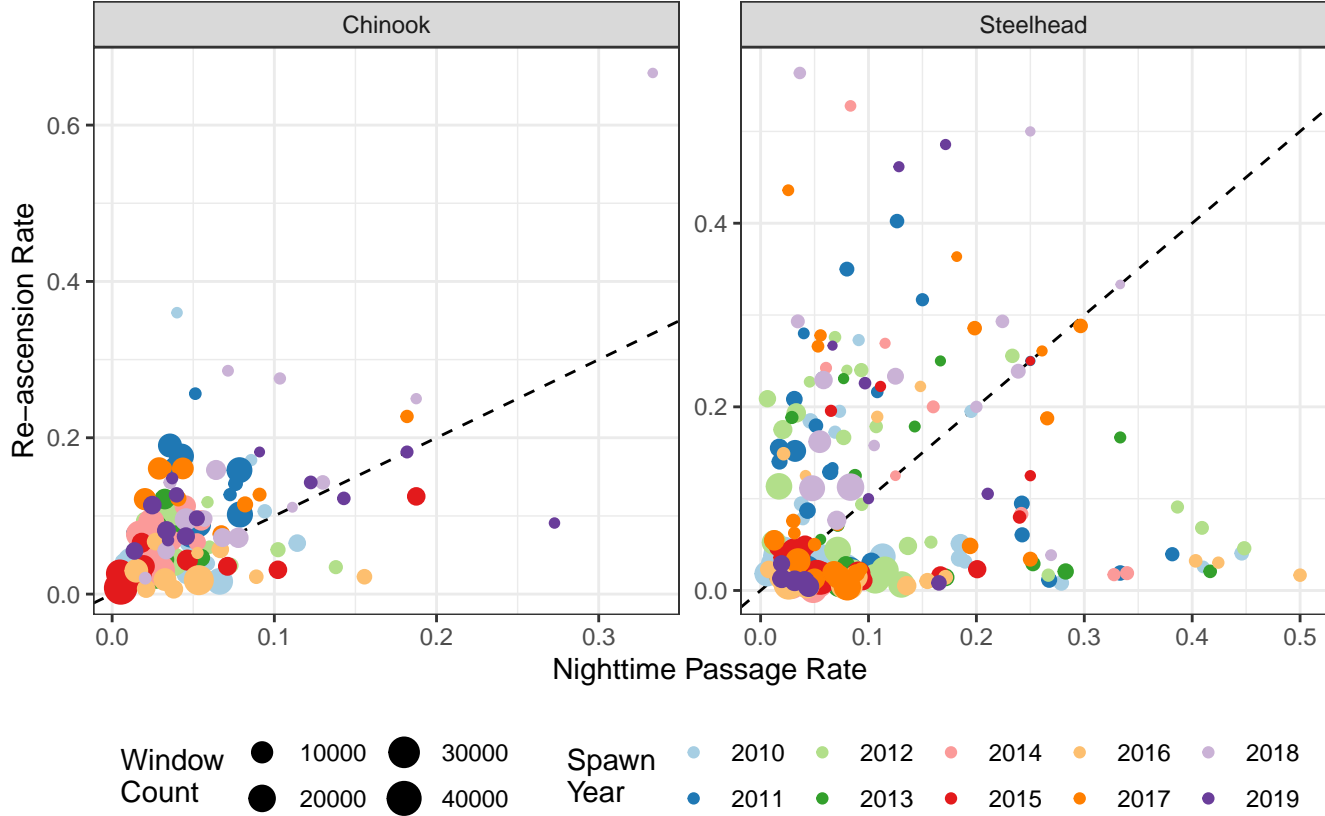 Chinook
Steelhead
Re−ascension Rate
0.6
0.4
0.2
0.0
0.4
0.2
0.0
0.0 0.1 0.2 0.3
0.0 0.1 0.2 0.3 0.4 0.5
Nighttime Passage Rate
Window Count
10000 30000
20000 40000
Spawn Year
2010 2012 2014 2016 2018
2011 2013 2015 2017 2019